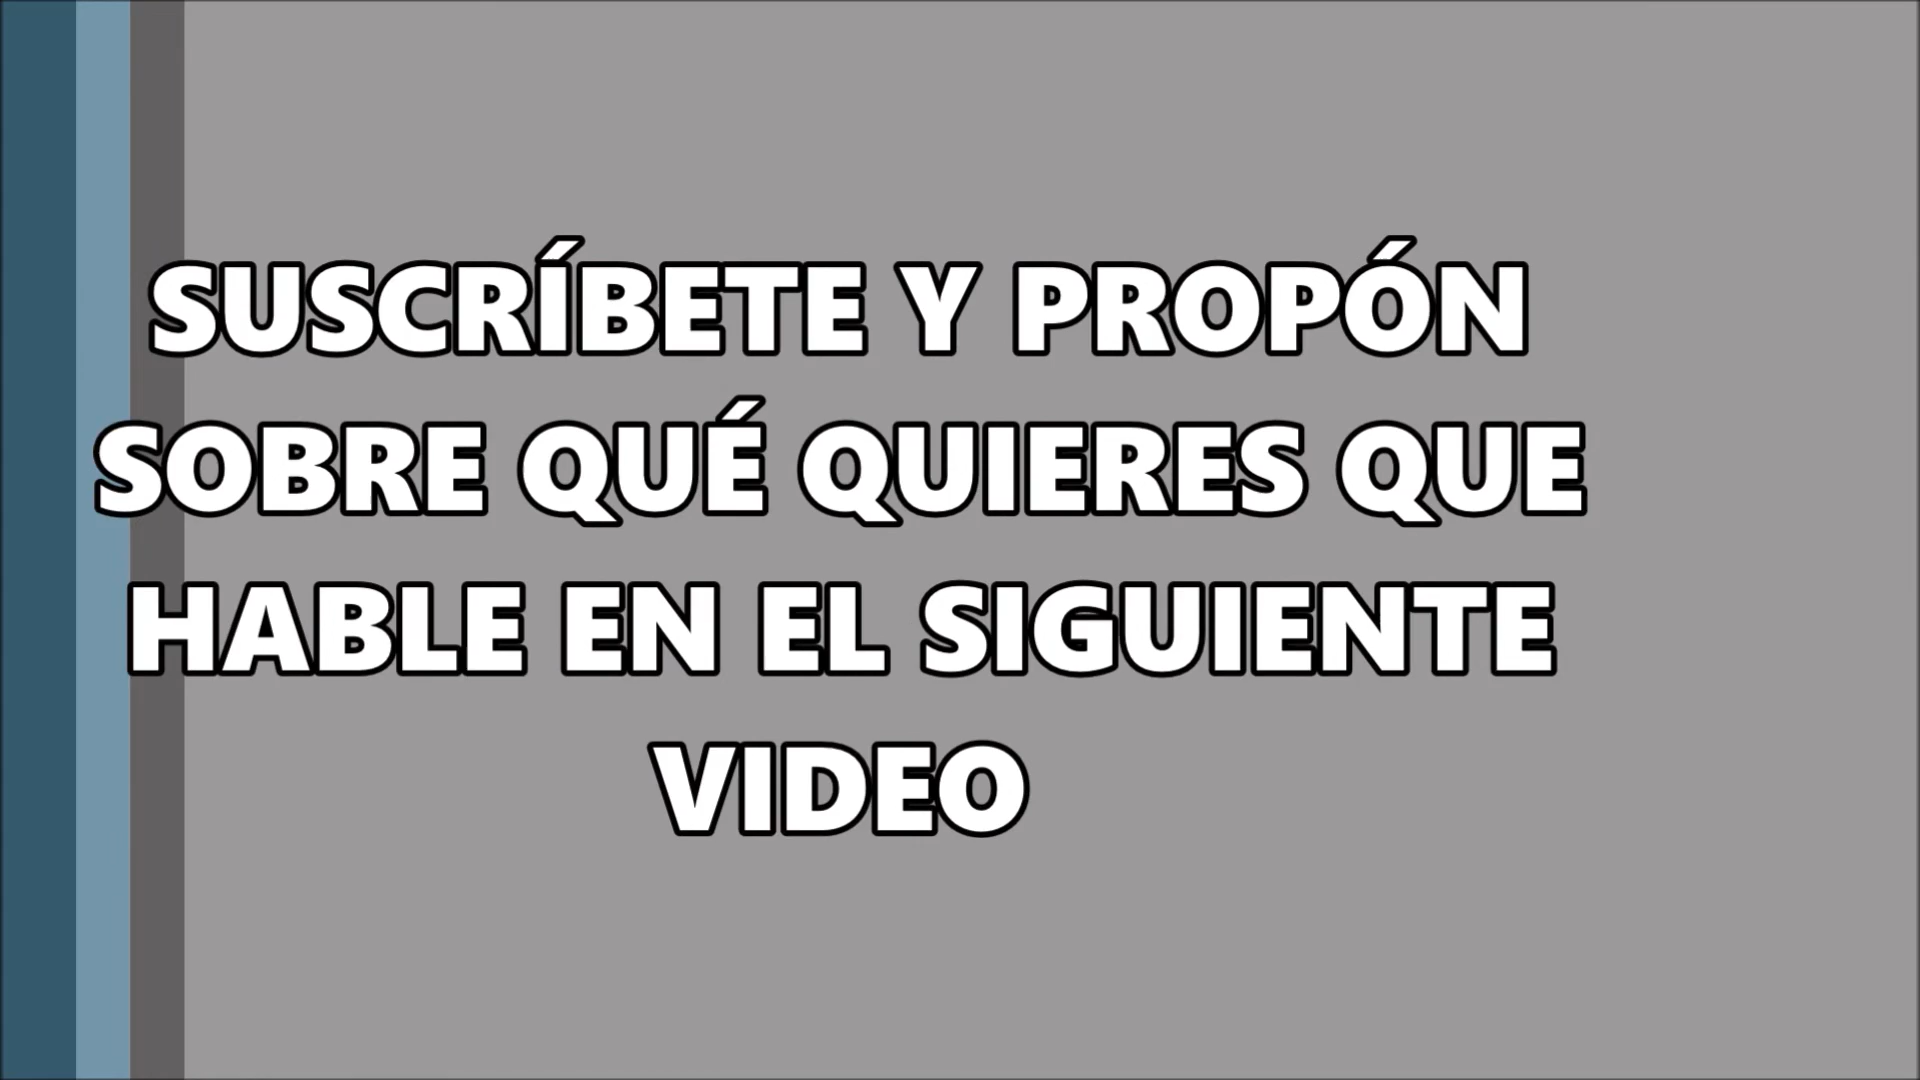 SUSCRÍBETE Y PROPÓN
SOBRE QUÉ QUIERES QUE
HABLE EN EL SIGUIENTE
VIDEO